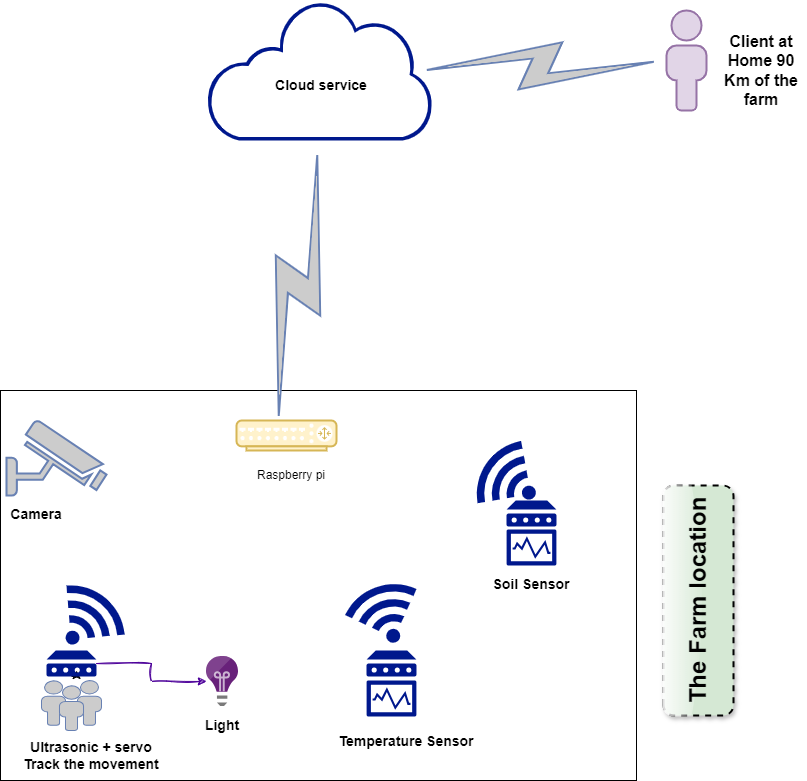 Cloud service
Client at
Home 90
Km of the
farm
Raspberry pi
Camera
Soil Sensor
The Farm location
Light
Temperature Sensor
Ultrasonic + servo
Track the movement